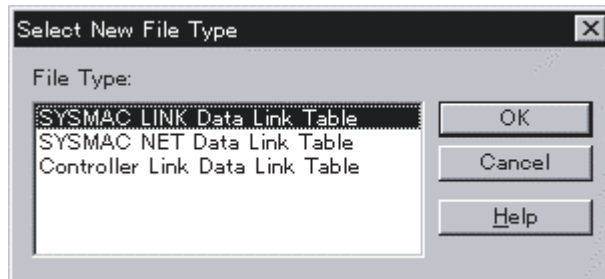 Select New File Type
File Type:
SYSMAC LINK Data Link Table
SYSMAC NET Data Link Table
Controller Link Data Link Table
OK
Cancel
Help